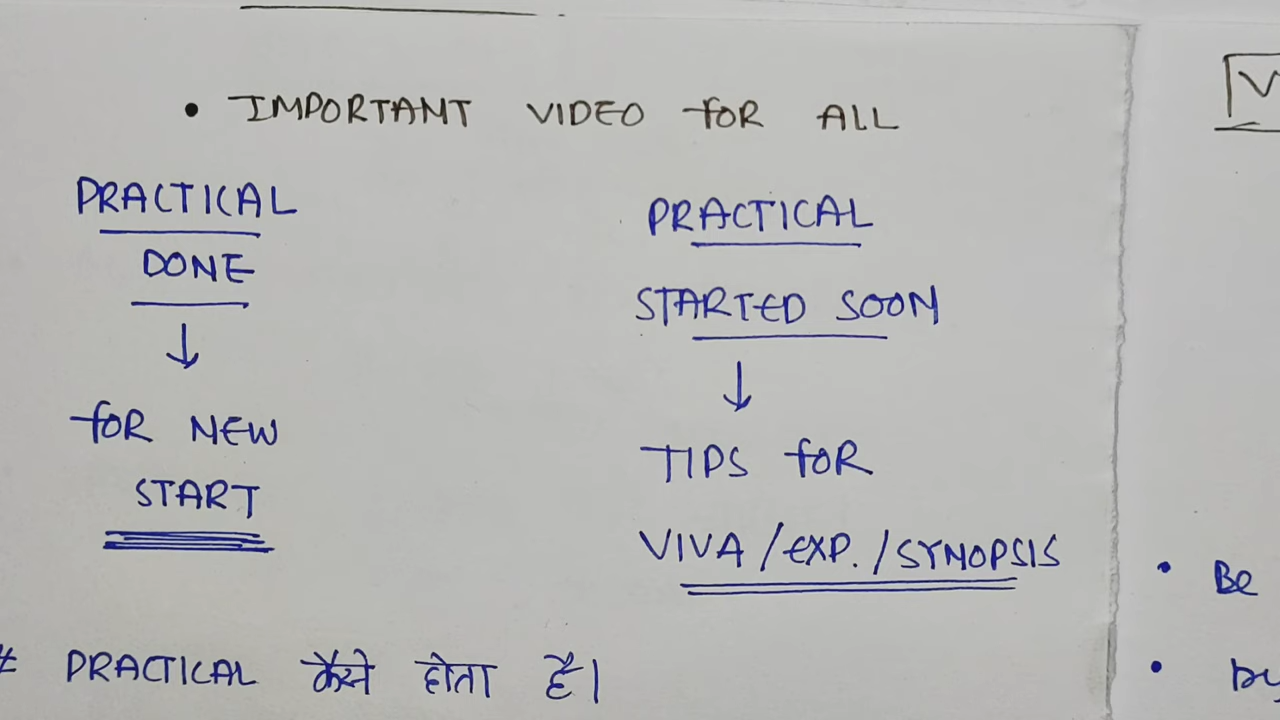 • IMPORTANT VIDEO FOR ALL
PRACTICAL
DONE
↓
FOR NEW
START
PRACTICAL
STARTED SOON
↓
TIPS FOR
VIVA/EXP./SYNOPSIS
# PRACTICAL कैसे होता है।
• Be